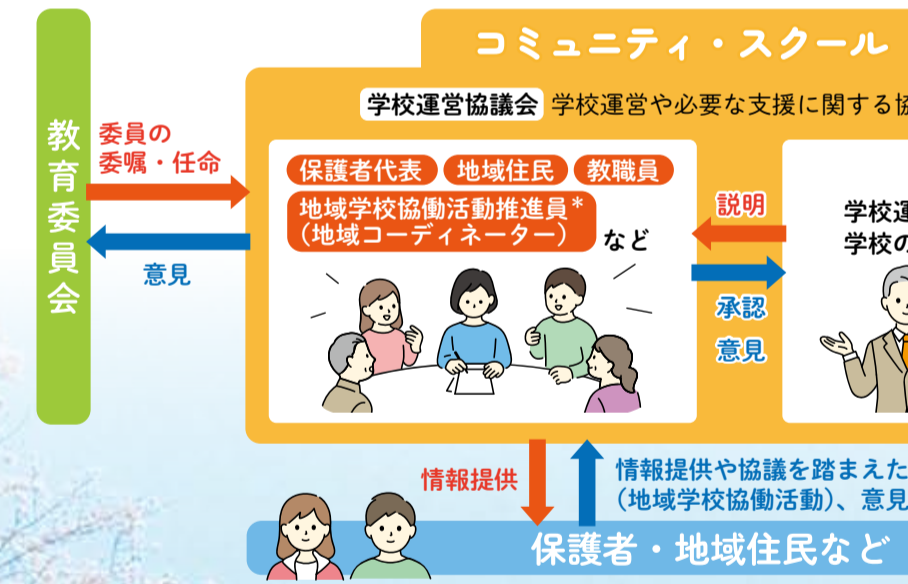 コミュニティ・スクール
学校運営協議会 学校運営や必要な支援に関する協
教育委員会
委員の
委嘱・任命
意見
保護者代表 地域住民 教職員
地域学校協働活動推進員*
(地域コーディネーター)
など
説明
承認
意見
学校運
学校の
情報提供
情報提供や協議を踏まえた
(地域学校協働活動)、意見
保護者・地域住民など